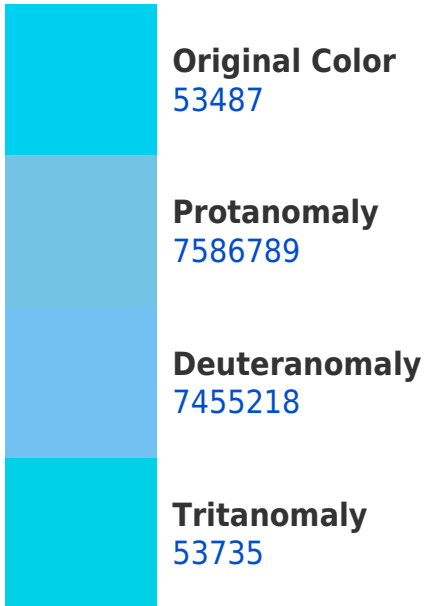 Original Color
53487
Protanomaly
7586789
Deuteranomaly
7455218
Tritanomaly
53735